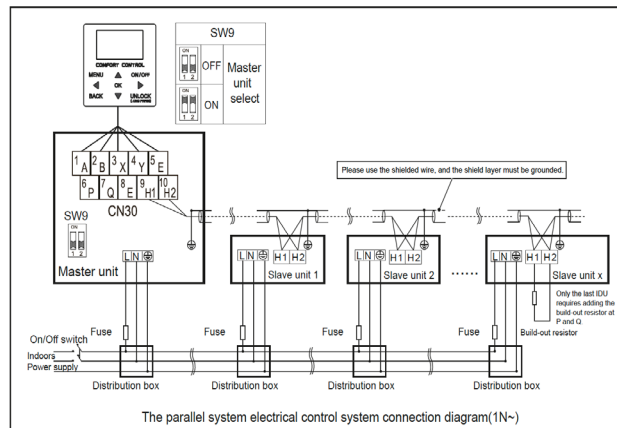 SW9
ON
1 2
OFF
ON
1 2
ON
Master
unit
select
COMFORT CONTROL
MENU
ON/OFF
OK
BACK
UNLOCK
Please use the shielded wire, and the shield layer must be grounded.
1 2 3 4 5
A B X Y E
6 7 8 9 10
P Q E H1 H2
CN30
SW9
ON
1 2
Master unit
L N
H1 H2
Slave unit 1
L N
H1 H2
Slave unit 2
L N
......
H1 H2
Slave unit x
L N
Only the last IDU
requires adding the
build-out resistor at
P and Q
Build-out resistor
Fuse
Fuse
Fuse
On/Off switch
Indoors
Power supply
Distribution box
Distribution box
Distribution box
Distribution box
The parallel system electrical control system connection diagram(1N~)